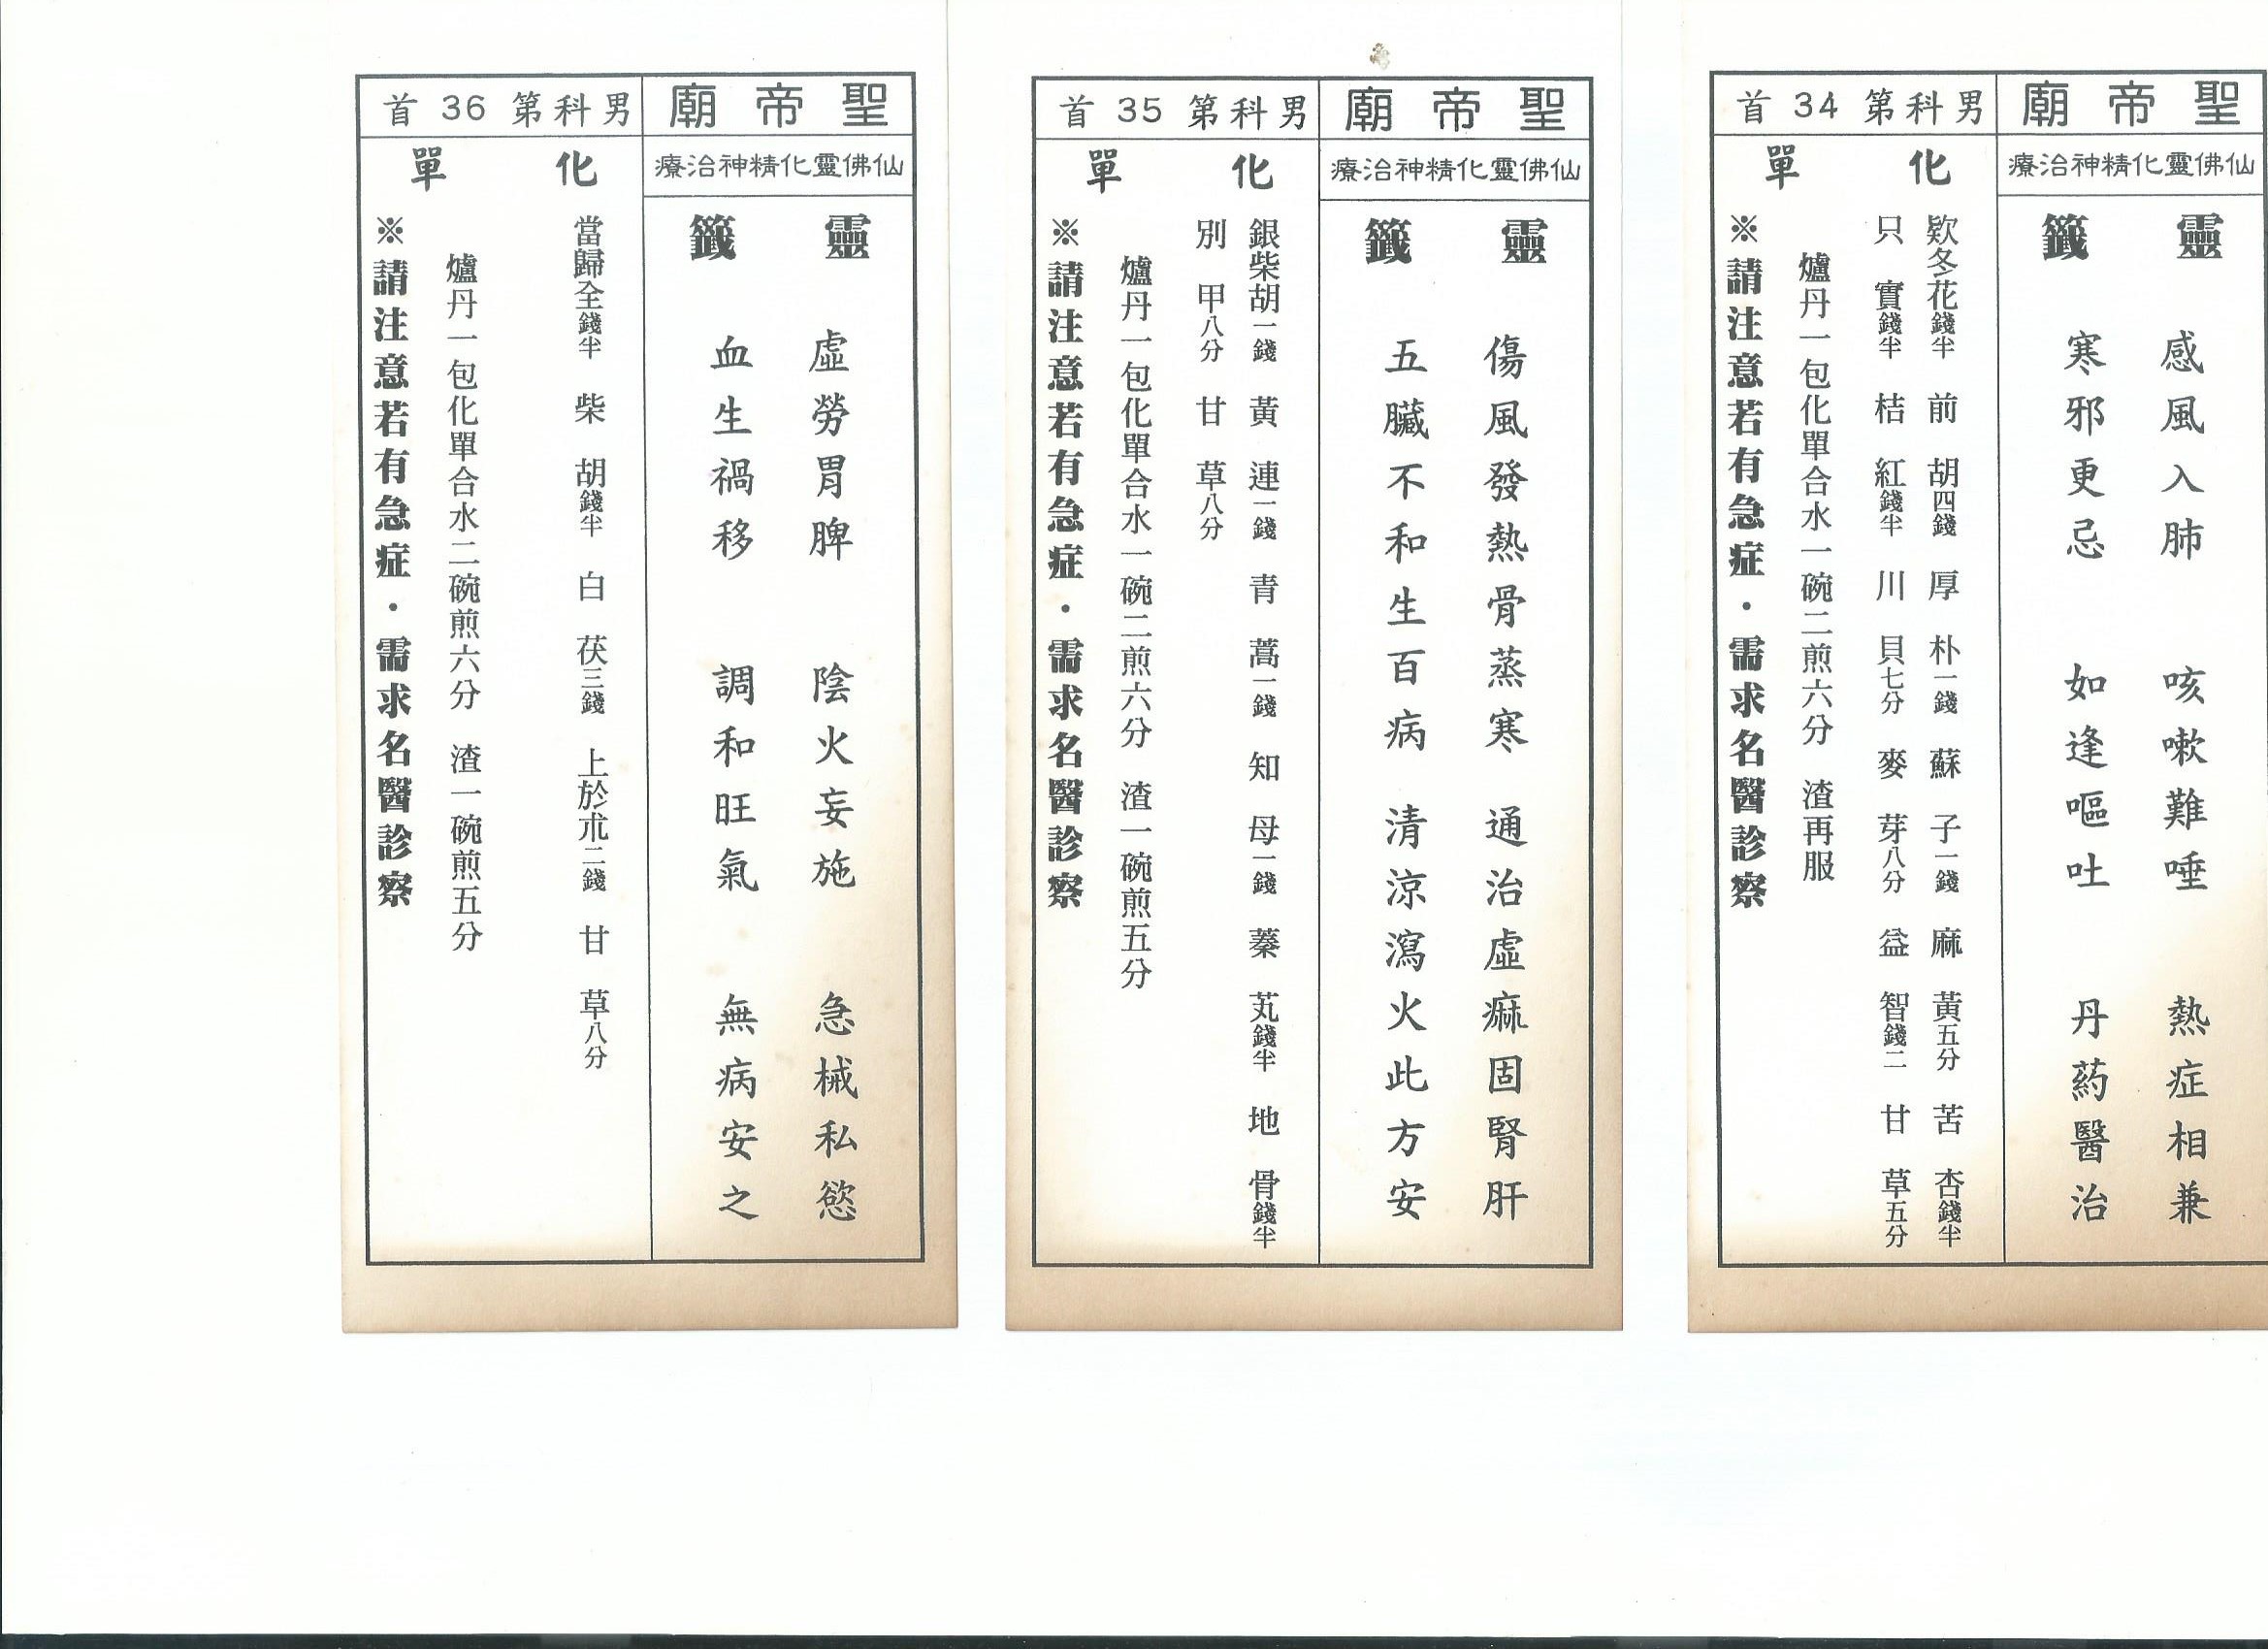 聖帝廟
男科第34首
仙佛靈化精神治療
靈籤
感風入肺　咳嗽難唾　熱症相兼
寒邪更忌　如逢嘔吐　丹葯醫治
化單
欵冬花錢半　前胡四錢　厚朴一錢　蘇子一錢　麻黃五分　苦杏錢半
只實錢半　桔紅錢半　川貝七分　麥芽八分　益智錢二　甘草五分
爐丹一包化單合水一碗二煎六分　渣再服
※請注意若有急症・需求名醫診察
聖帝廟
男科第35首
仙佛靈化精神治療
靈籤
傷風發熱骨蒸寒　通治虛痲固腎肝
五臟不和生百病　清涼瀉火此方安
化單
銀柴胡一錢　黃連一錢　青蒿一錢　知母一錢　蓁芄錢半　地骨錢半
別甲八分　甘草八分
爐丹一包化單合水一碗二煎六分　渣一碗煎五分
※請注意若有急症・需求名醫診察
聖帝廟
男科第36首
仙佛靈化精神治療
靈籤
虛勞胃脾　陰火妄施　急械私慾
血生禍移　調和旺氣　無病安之
化單
當歸全錢半　柴胡錢半　白茯三錢　上於朮二錢　甘草八分
爐丹一包化單合水二碗煎六分　渣一碗煎五分
※請注意若有急症・需求名醫診察